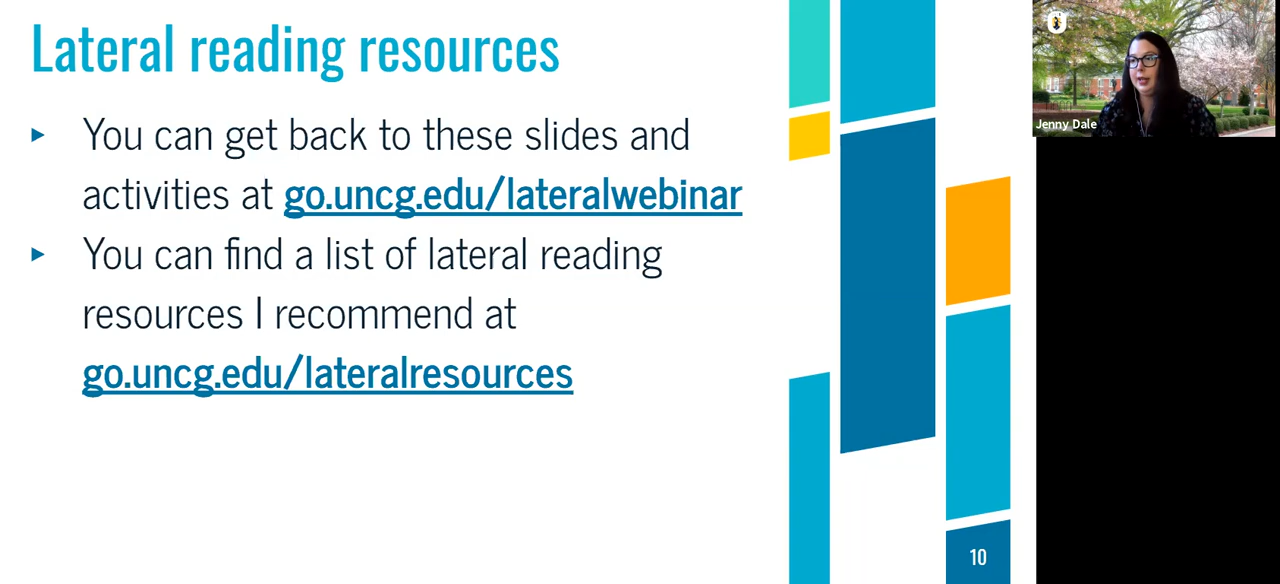 Lateral reading resources
You can get back to these slides and
activities at go.uncg.edu/lateralwebinar
You can find a list of lateral reading
resources I recommend at
go.uncg.edu/lateralresources
Jenny Dale
10